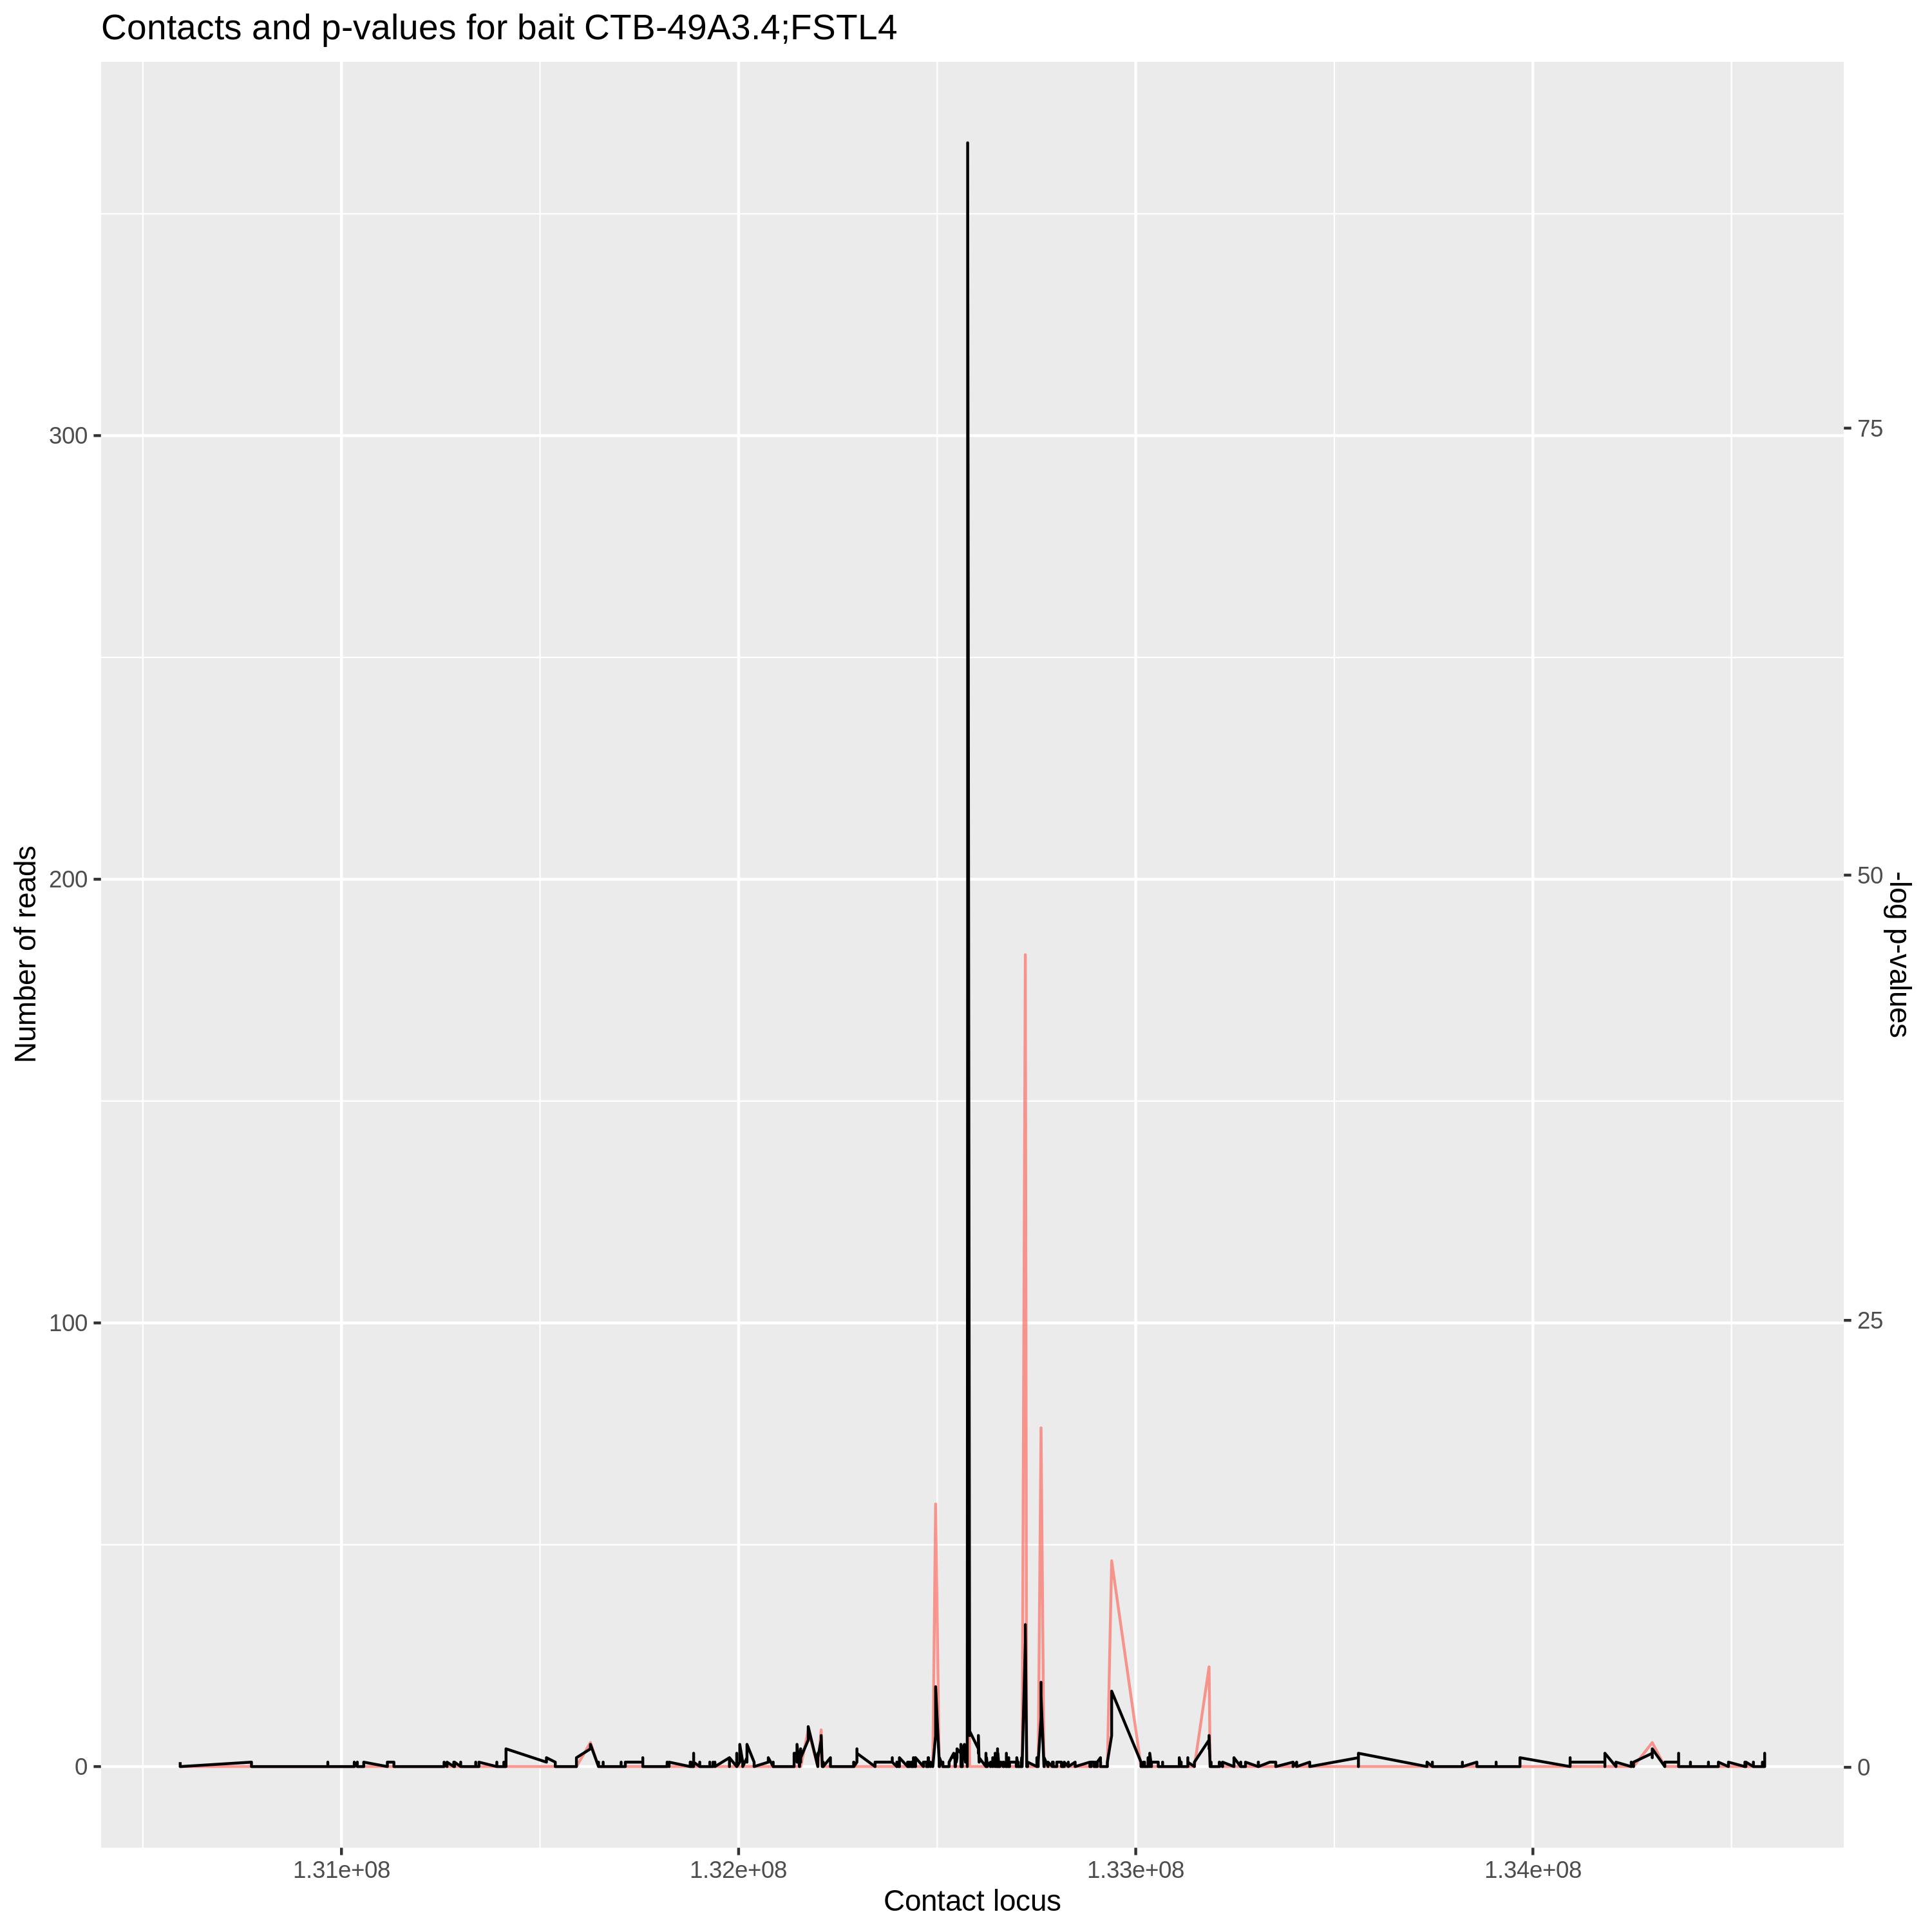 Contacts and p-values for bait CTB-49A3.4;FSTL4
Number of reads
300
200
100
0
75
50
25
0
-log p-values
1.31e+08
1.32e+08
1.33e+08
1.34e+08
Contact locus